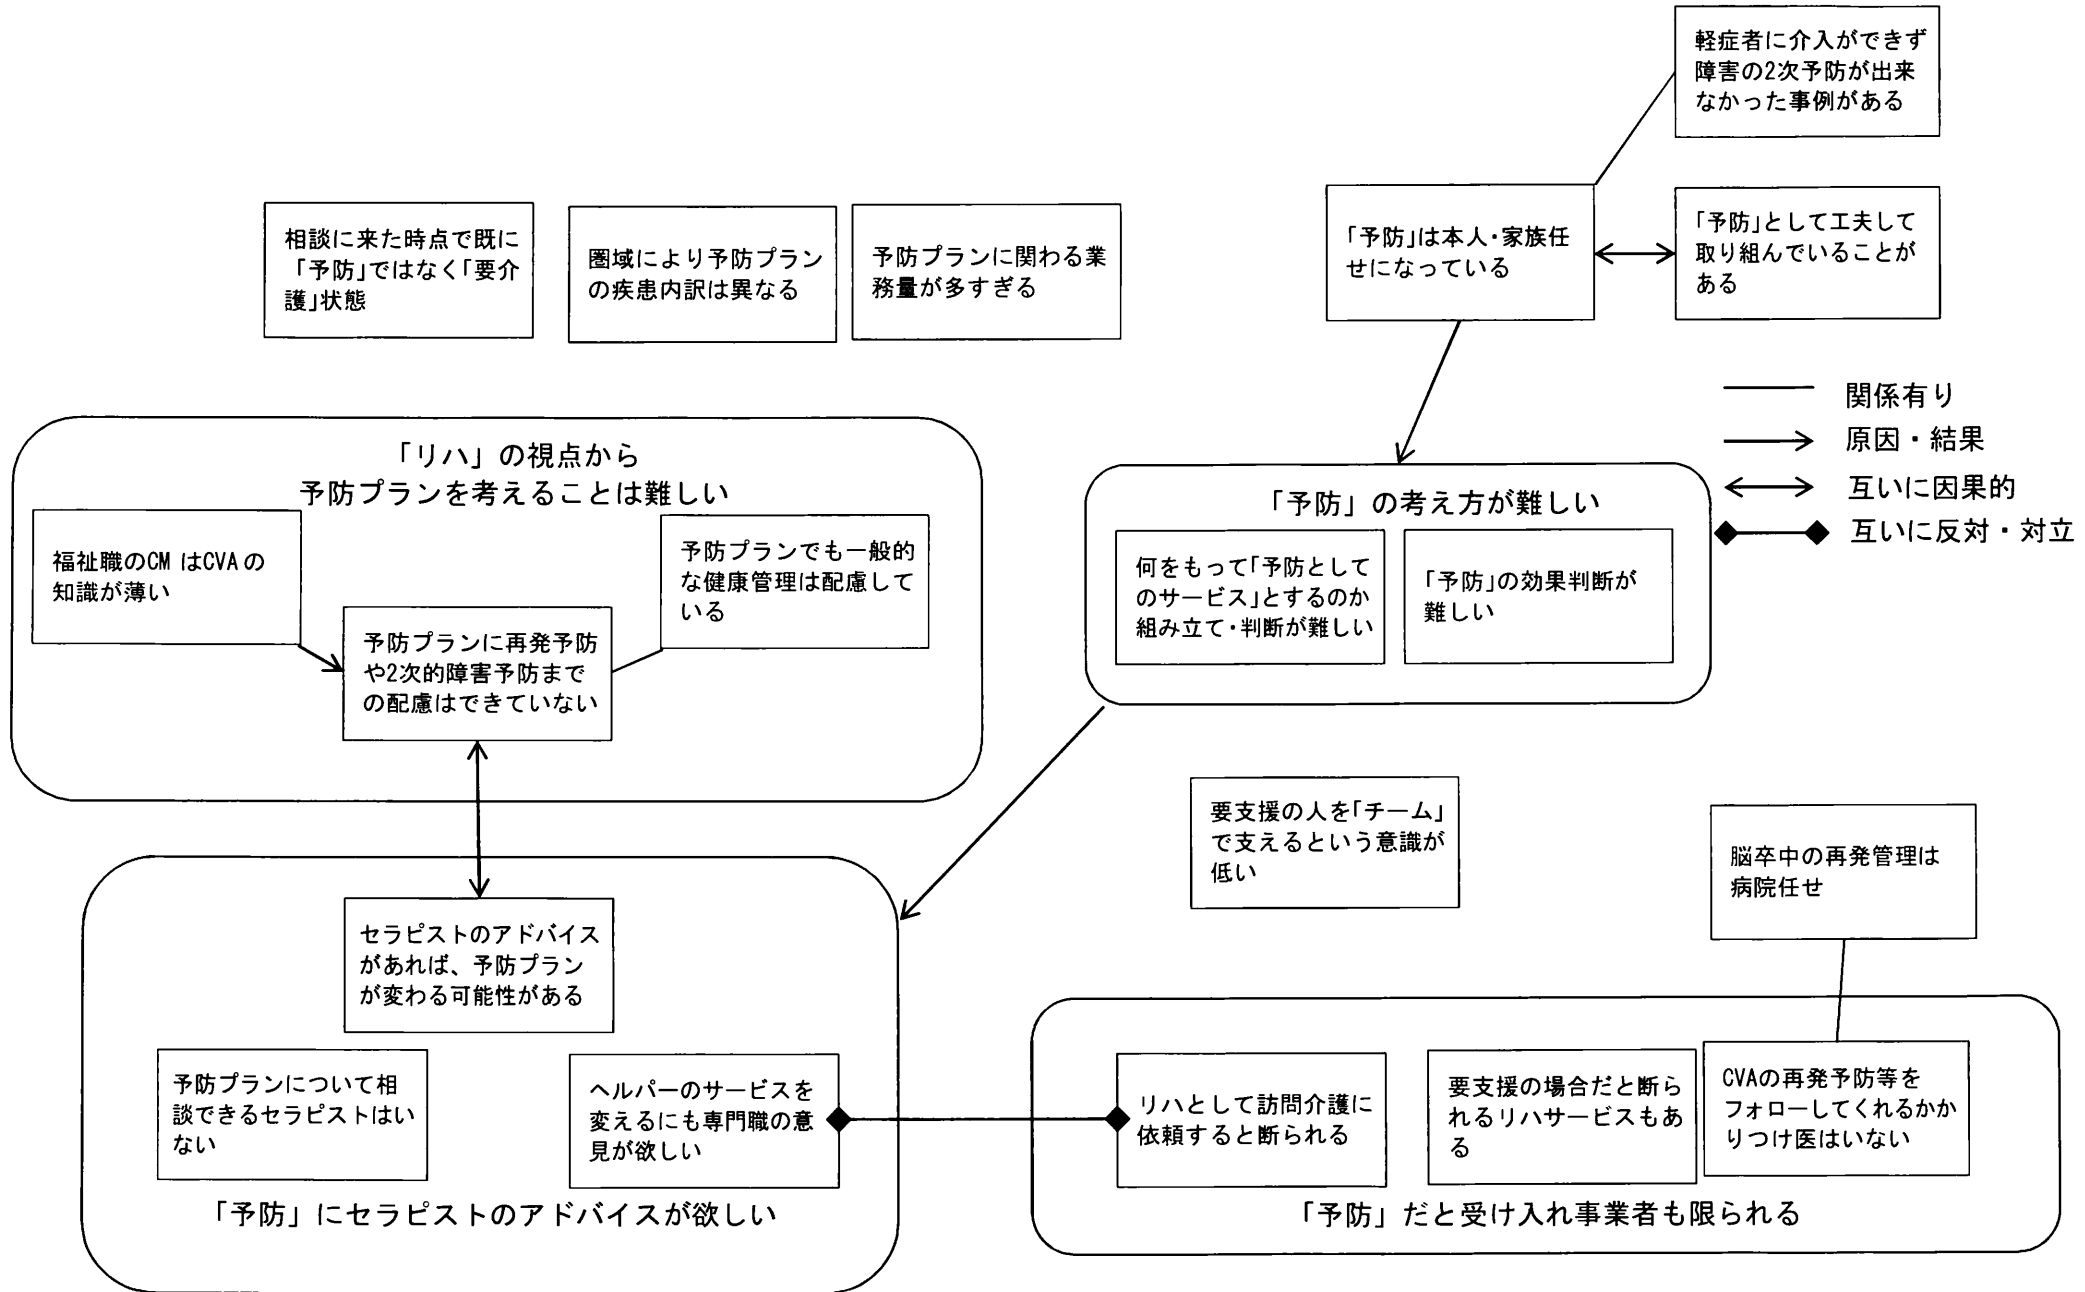 軽症者に介入ができず
障害の2次予防が出来
なかった事例がある
相談に来た時点で既に
「予防」ではなく「要介
護」状態
圏域により予防プラン
の疾患内訳は異なる
予防プランに関わる業
務量が多すぎる
「予防」は本人・家族任
せになっている
「予防」として工夫して
取り組んでいることが
ある
関係有り
原因・結果
互いに因果的
互いに反対・対立
「リハ」の視点から
予防プランを考えることは難しい
福祉職のCMはCVAの
知識が薄い
予防プランでも一般的
な健康管理は配慮して
いる
予防プランに再発予防
や2次的障害予防まで
の配慮はできていない
「予防」の考え方が難しい
何をもって「予防として
のサービス」とするのか
組み立て・判断が難しい
「予防」の効果判断が
難しい
要支援の人を「チーム」
で支えるという意識が
低い
脳卒中の再発管理は
病院任せ
セラピストのアドバイス
があれば、予防プラン
が変わる可能性がある
予防プランについて相
談できるセラピストはい
ない
ヘルパーのサービスを
変えるにも専門職の意
見が欲しい
「予防」にセラピストのアドバイスが欲しい
リハとして訪問介護に
依頼すると断られる
要支援の場合だと断ら
れるリハサービスもあ
る
CVAの再発予防等を
フォローしてくれるかか
りつけ医はいない
「予防」だと受け入れ事業者も限られる